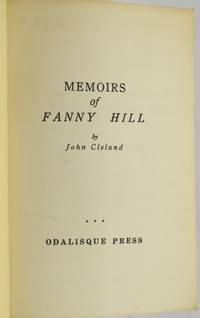 MEMOIRS
of
FANNY HILL
by
John Cleland
...
ODALISQUE PRESS